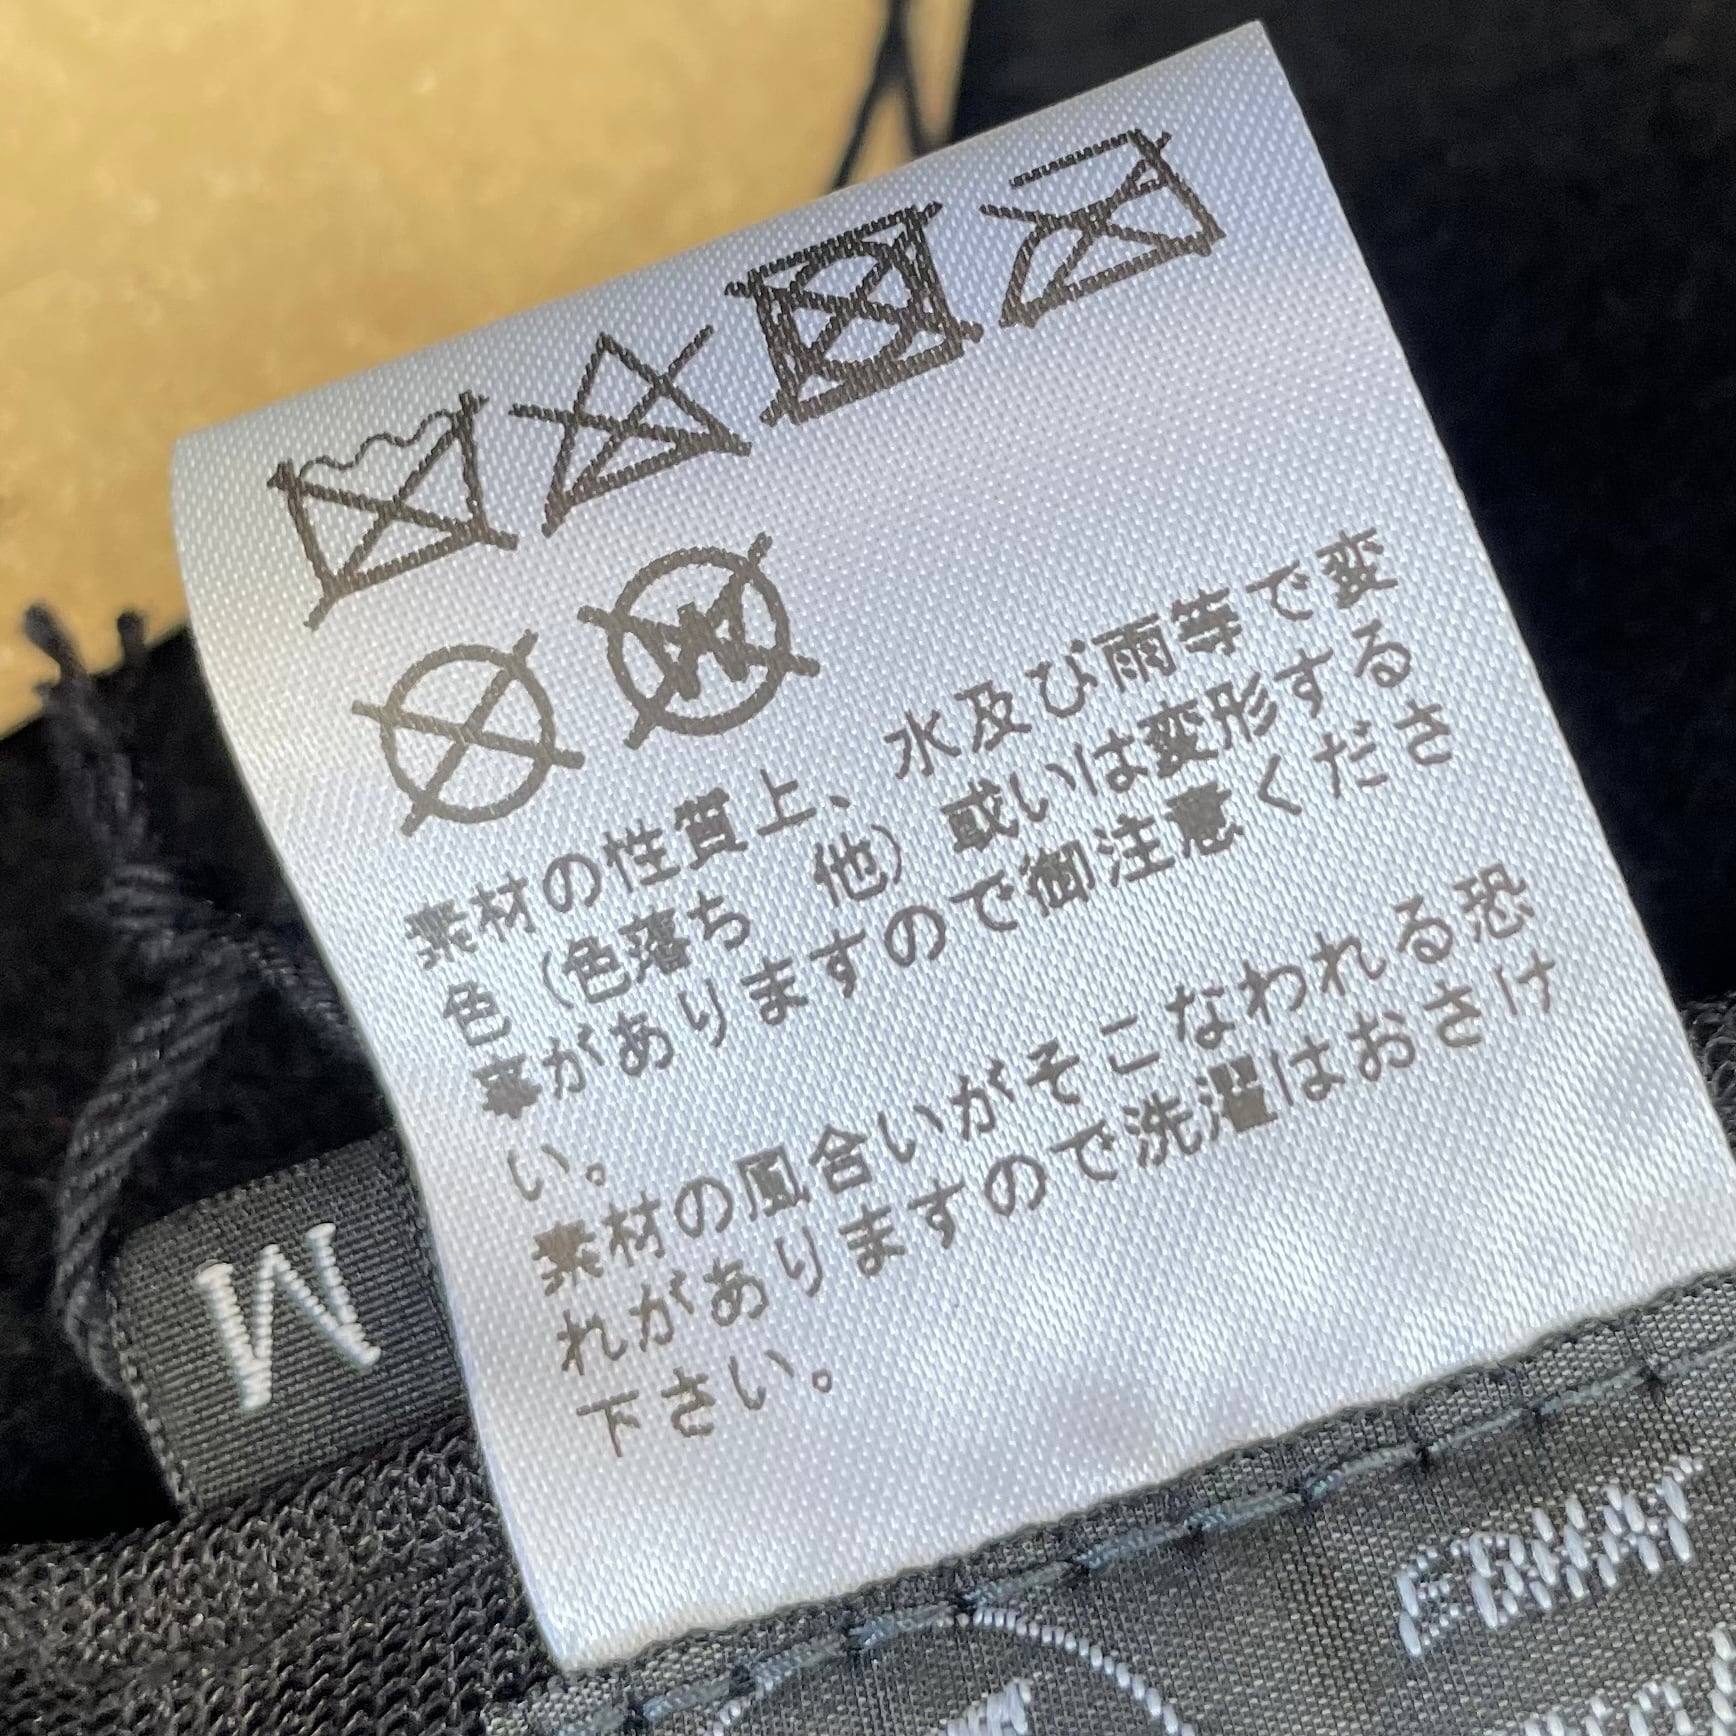 素材の性質上、水及び雨等で変
色（色落ち 他）或いは変形する
事がありますので御注意くださ
い。
素材の風合いがそこなわれる恐
れがありますので洗濯はおさけ
下さい。
M